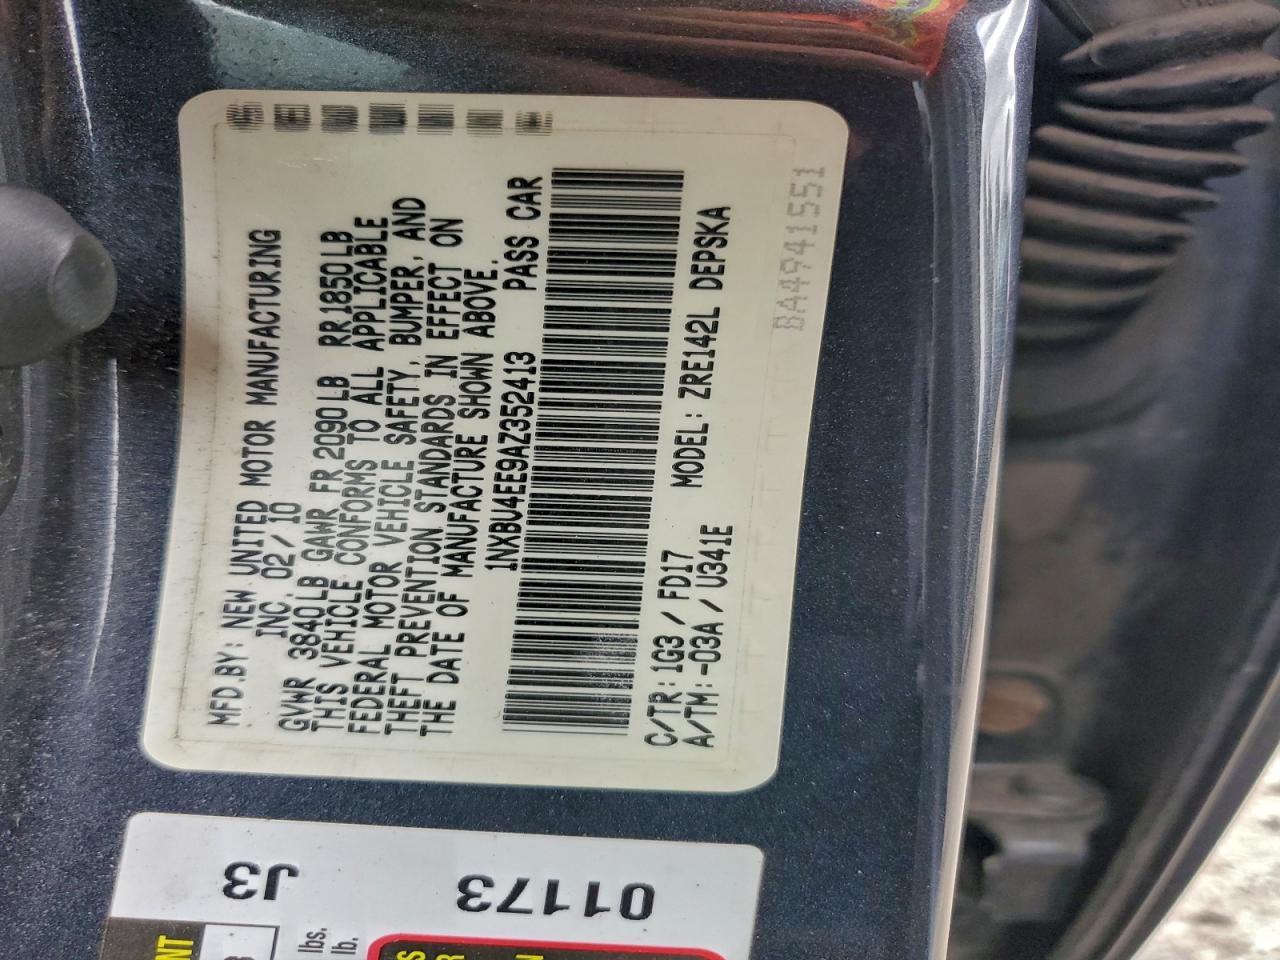 MFD.BY: NEW UNITED MOTOR MANUFACTURING
INC. 02/10
GVWR 3840LB GAWR FR 2090LB RR 1850LB
THIS VEHICLE CONFORMS TO ALL APPLICABLE
FEDERAL MOTOR VEHICLE SAFETY, BUMPER, AND
THEFT PREVENTION STANDARDS IN EFFECT ON
THE DATE OF MANUFACTURE SHOWN ABOVE.
1NXBU4EE9AZ352413 PASS CAR
C/TR: 1G3 / FD17 MODEL: ZRE142L DEPSKA
A/TM: -03A / U341E
BA4941551
J3
01173
lbs.
lb.